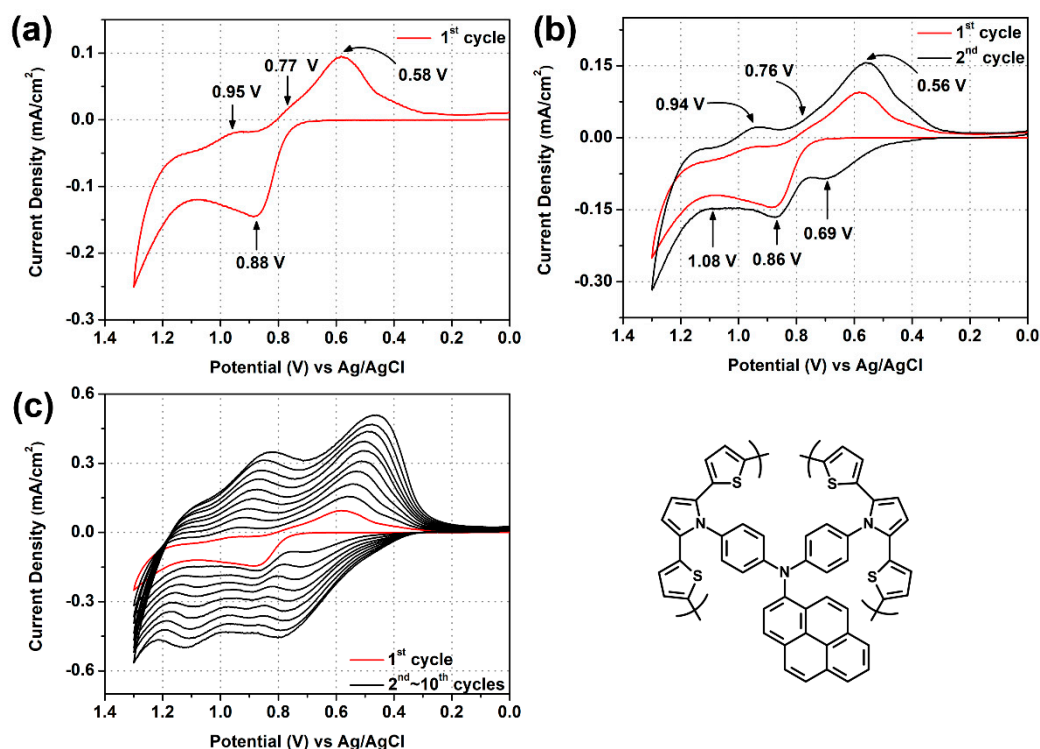 (a)
1st cycle
0.95 V
0.77 V
0.58 V
0.88 V
0.1
0.0
-0.1
-0.2
-0.3
Current Density (mA/cm2)
1.4 1.2 1.0 0.8 0.6 0.4 0.2 0.0
Potential (V) vs Ag/AgCl
(b)
1st cycle
2nd cycle
0.94 V
0.76 V
0.56 V
1.08 V
0.86 V
0.69 V
0.15
0.00
-0.15
-0.30
Current Density (mA/cm2)
1.4 1.2 1.0 0.8 0.6 0.4 0.2 0.0
Potential (V) vs Ag/AgCl
(c)
0.6
0.3
0.0
-0.3
-0.6
Current Density (mA/cm2)
1st cycle
2nd~10th cycles
1.4 1.2 1.0 0.8 0.6 0.4 0.2 0.0
Potential (V) vs Ag/AgCl
S S
N N
S S
N